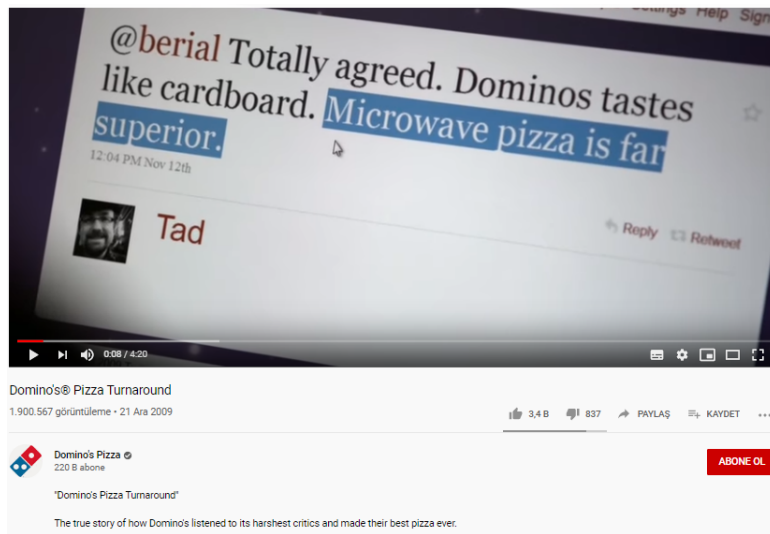 Settings Help Sign
@berial Totally agreed. Dominos tastes
like cardboard. Microwave pizza is far
superior.
12:04 PM Nov 12th
Reply Retweet
Tad
0:08 / 4:20
Domino's® Pizza Turnaround
1.900.567 görüntüleme • 21 Ara 2009
3,4 B 837 PAYLAŞ KAYDET
Domino's Pizza
220 B abone
ABONE OL
"Domino's Pizza Turnaround"
The true story of how Domino's listened to its harshest critics and made their best pizza ever.